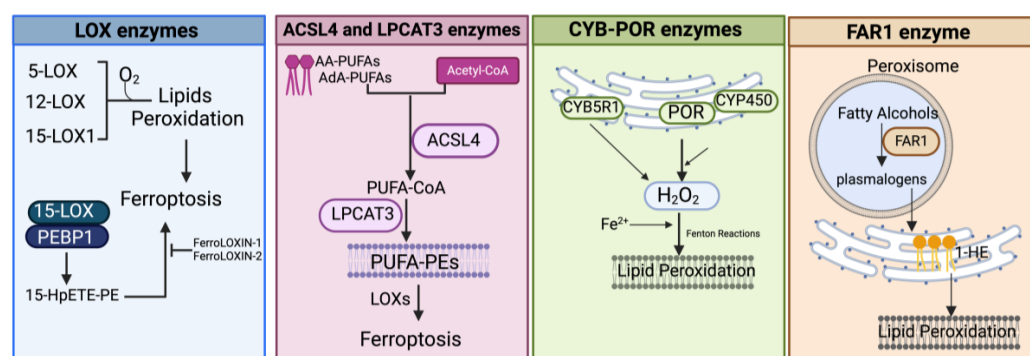 LOX enzymes
5-LOX
12-LOX
15-LOX1
O₂
Lipids
Peroxidation
Ferroptosis
15-LOX
PEBP1
FerroLOXIN-1
FerroLOXIN-2
15-HpETE-PE
ACSL4 and LPCAT3 enzymes
AA-PUFAs
AdA-PUFAs
Acetyl-CoA
ACSL4
PUFA-CoA
LPCAT3
PUFA-PEs
LOXs
Ferroptosis
CYB-POR enzymes
CYB5R1
POR
CYP450
H₂O₂
Fe²⁺
Fenton Reactions
Lipid Peroxidation
FAR1 enzyme
Peroxisome
Fatty Alcohols
FAR1
plasmalogens
1-HE
Lipid Peroxidation